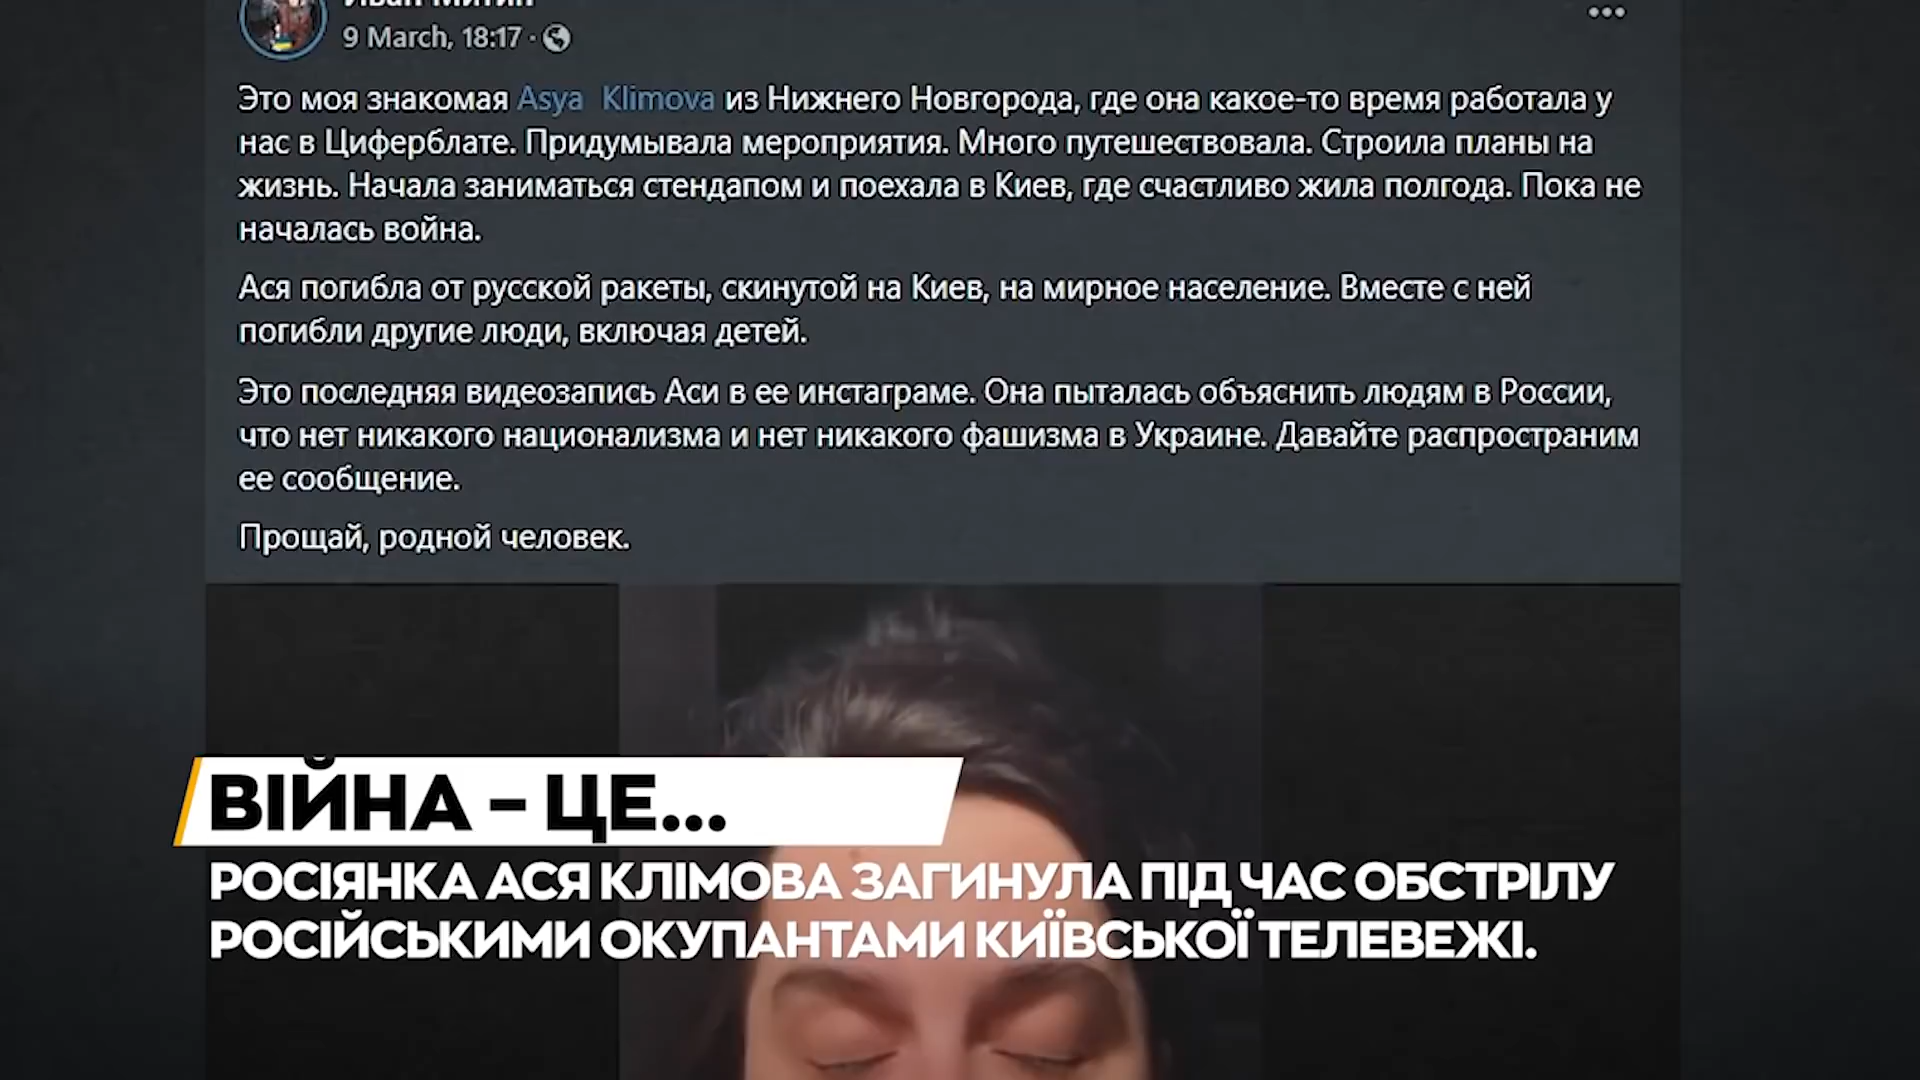 Иван Митин
9 March, 18:17 ·
Это моя знакомая Asya Klimova из Нижнего Новгорода, где она какое-то время работала у
нас в Циферблате. Придумывала мероприятия. Много путешествовала. Строила планы на
жизнь. Начала заниматься стендапом и поехала в Киев, где счастливо жила полгода. Пока не
началась война.
Ася погибла от русской ракеты, скинутой на Киев, на мирное население. Вместе с ней
погибли другие люди, включая детей.
Это последняя видеозапись Аси в ее инстаграме. Она пыталась объяснить людям в России,
что нет никакого национализма и нет никакого фашизма в Украине. Давайте распространим
ее сообщение.
Прощай, родной человек.
ВІЙНА – ЦЕ...
РОСІЯНКА АСЯ КЛІМОВА ЗАГИНУЛА ПІД ЧАС ОБСТРІЛУ
РОСІЙСЬКИМИ ОКУПАНТАМИ КИЇВСЬКОЇ ТЕЛЕВЕЖІ.